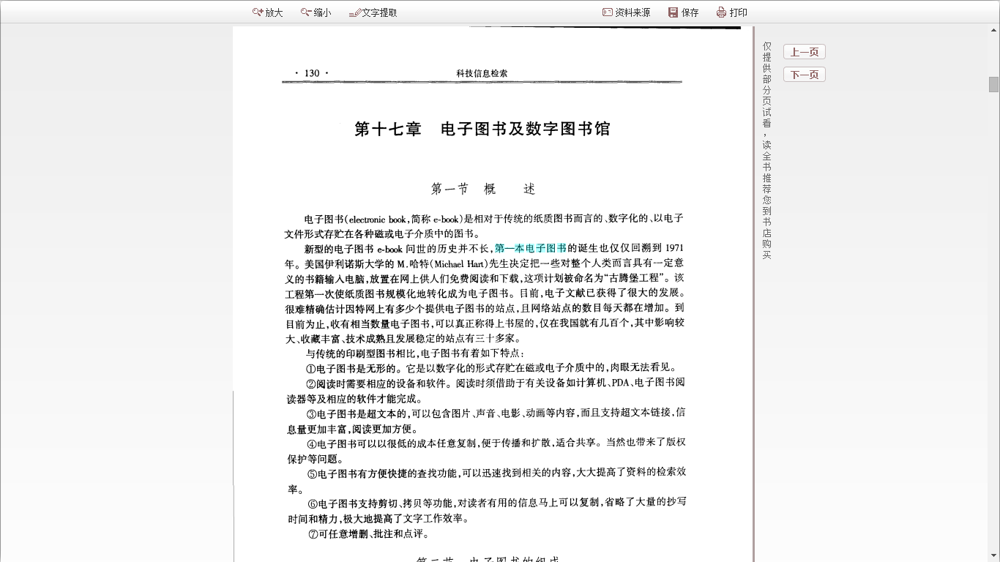 放大 缩小 文字提取 资料来源 保存 打印
· 130 · 科技信息检索
第十七章 电子图书及数字图书馆
第一节 概 述
电子图书(electronic book,简称 e-book)是相对于传统的纸质图书而言的、数字化的、以电子
文件形式存贮在各种磁或电子介质中的图书。
新型的电子图书 e-book 问世的历史并不长,第一本电子图书的诞生也仅仅回溯到 1971
年。美国伊利诺斯大学的 M.哈特(Michael Hart)先生决定把一些对整个人类而言具有一定意
义的书籍输入电脑,放置在网上供人们免费阅读和下载,这项计划被命名为“古腾堡工程”。该
工程第一次使纸质图书规模化地转化成为电子图书。目前,电子文献已获得了很大的发展。
很难精确估计因特网上有多少个提供电子图书的站点,且网络站点的数目每天都在增加。到
目前为止,收有相当数量电子图书,可以真正称得上书屋的,仅在我国就有几百个,其中影响较
大、收藏丰富、技术成熟且发展稳定的站点有三十多家。
与传统的印刷型图书相比,电子图书有着如下特点:
①电子图书是无形的。它是以数字化的形式存贮在磁或电子介质中的,肉眼无法看见。
②阅读时需要相应的设备和软件。阅读时须借助于有关设备如计算机、PDA、电子图书阅
读器等及相应的软件才能完成。
③电子图书是超文本的,可以包含图片、声音、电影、动画等内容,而且支持超文本链接,信
息量更加丰富,阅读更加方便。
④电子图书可以以很低的成本任意复制,便于传播和扩散,适合共享。当然也带来了版权
保护等问题。
⑤电子图书有方便快捷的查找功能,可以迅速找到相关的内容,大大提高了资料的检索效
率。
⑥电子图书支持剪切、拷贝等功能,对读者有用的信息马上可以复制,省略了大量的抄写
时间和精力,极大地提高了文字工作效率。
⑦可任意增删、批注和点评。
第二节 电子图书的组成
仅提供部分页试看,读全书推荐您到书店购买
上一页
下一页